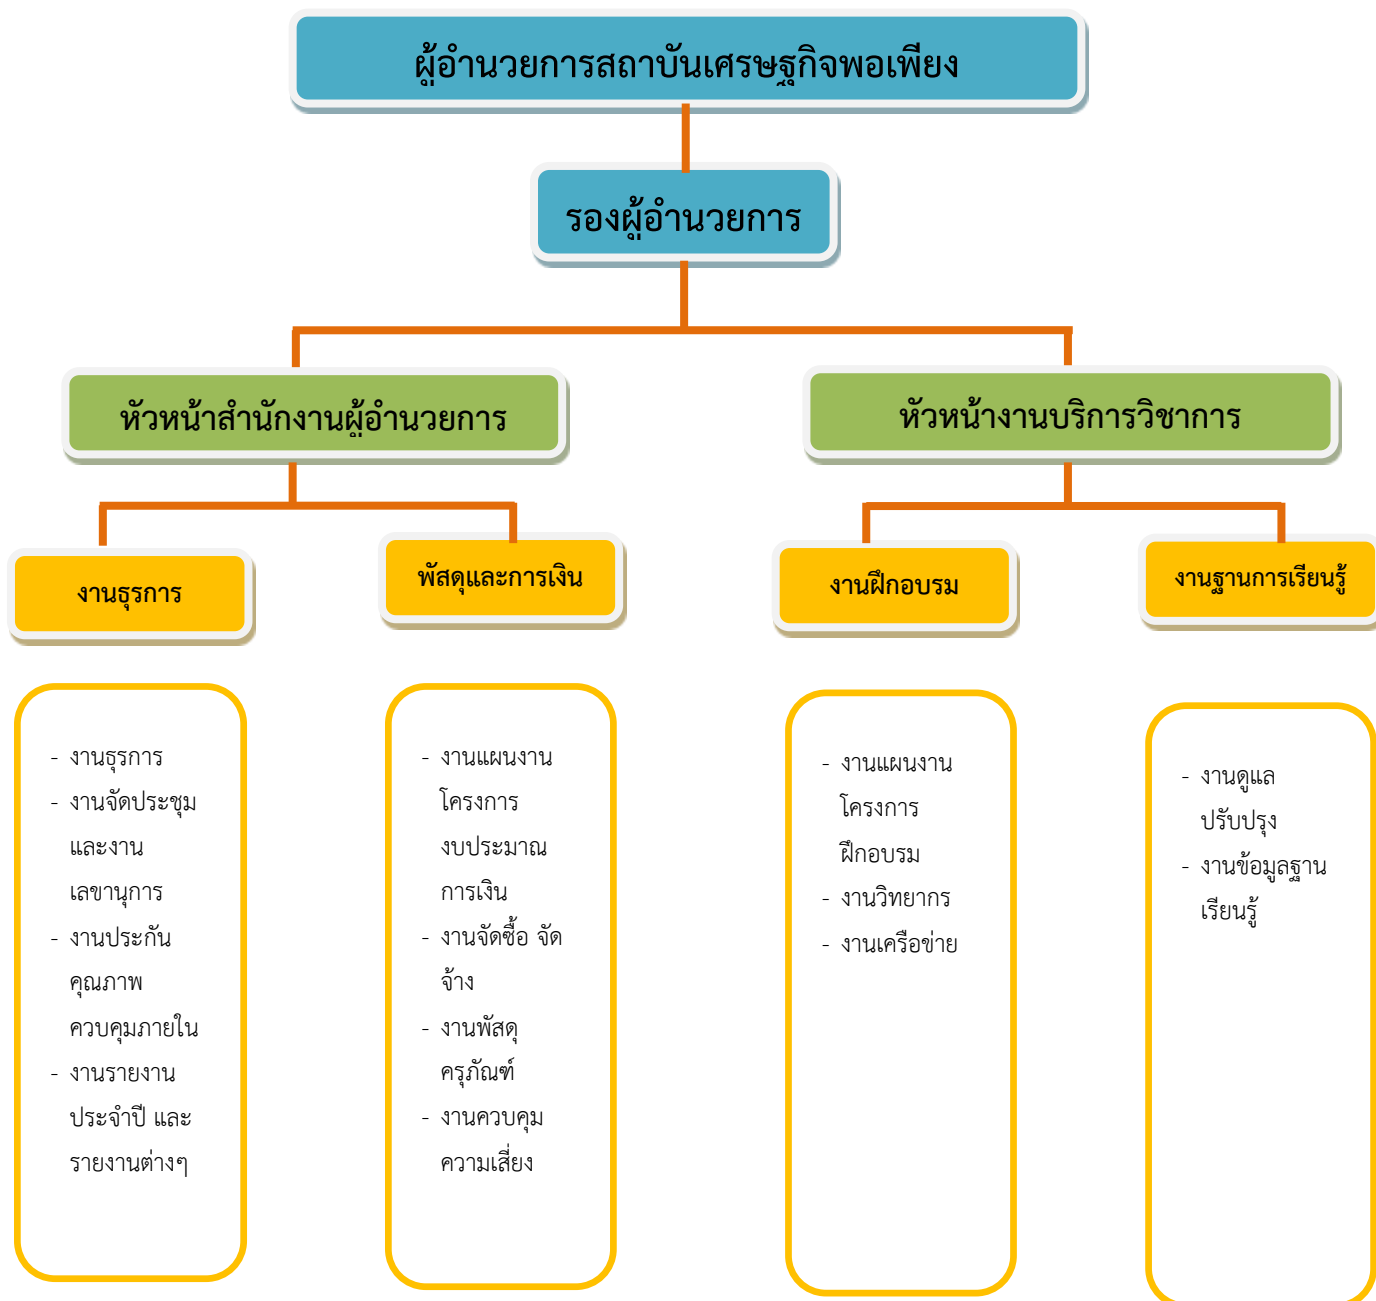 ผู้อำนวยการสถาบันเศรษฐกิจพอเพียง
รองผู้อำนวยการ
หัวหน้าสำนักงานผู้อำนวยการ
หัวหน้างานบริการวิชาการ
งานธุรการ
พัสดุและการเงิน
งานฝึกอบรม
งานฐานการเรียนรู้
- งานธุรการ
- งานจัดประชุม
และงาน
เลขานุการ
- งานประกัน
คุณภาพ
ควบคุมภายใน
- งานรายงาน
ประจำปี และ
รายงานต่างๆ
- งานแผนงาน
โครงการ
งบประมาณ
การเงิน
- งานจัดซื้อ จัด
จ้าง
- งานพัสดุ
ครุภัณฑ์
- งานควบคุม
ความเสี่ยง
- งานแผนงาน
โครงการ
ฝึกอบรม
- งานวิทยากร
- งานเครือข่าย
- งานดูแล
ปรับปรุง
- งานข้อมูลฐาน
เรียนรู้